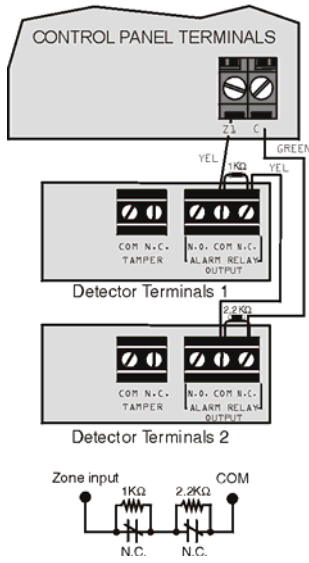 CONTROL PANEL TERMINALS
Z1 C
GREEN
YEL 1KΩ YEL
COM N.C. N.O. COM N.C.
TAMPER ALARM RELAY
OUTPUT
Detector Terminals 1
2,2KΩ
COM N.C. N.O. COM N.C.
TAMPER ALARM RELAY
OUTPUT
Detector Terminals 2
Zone input COM
1KΩ 2.2KΩ
N.C. N.C.